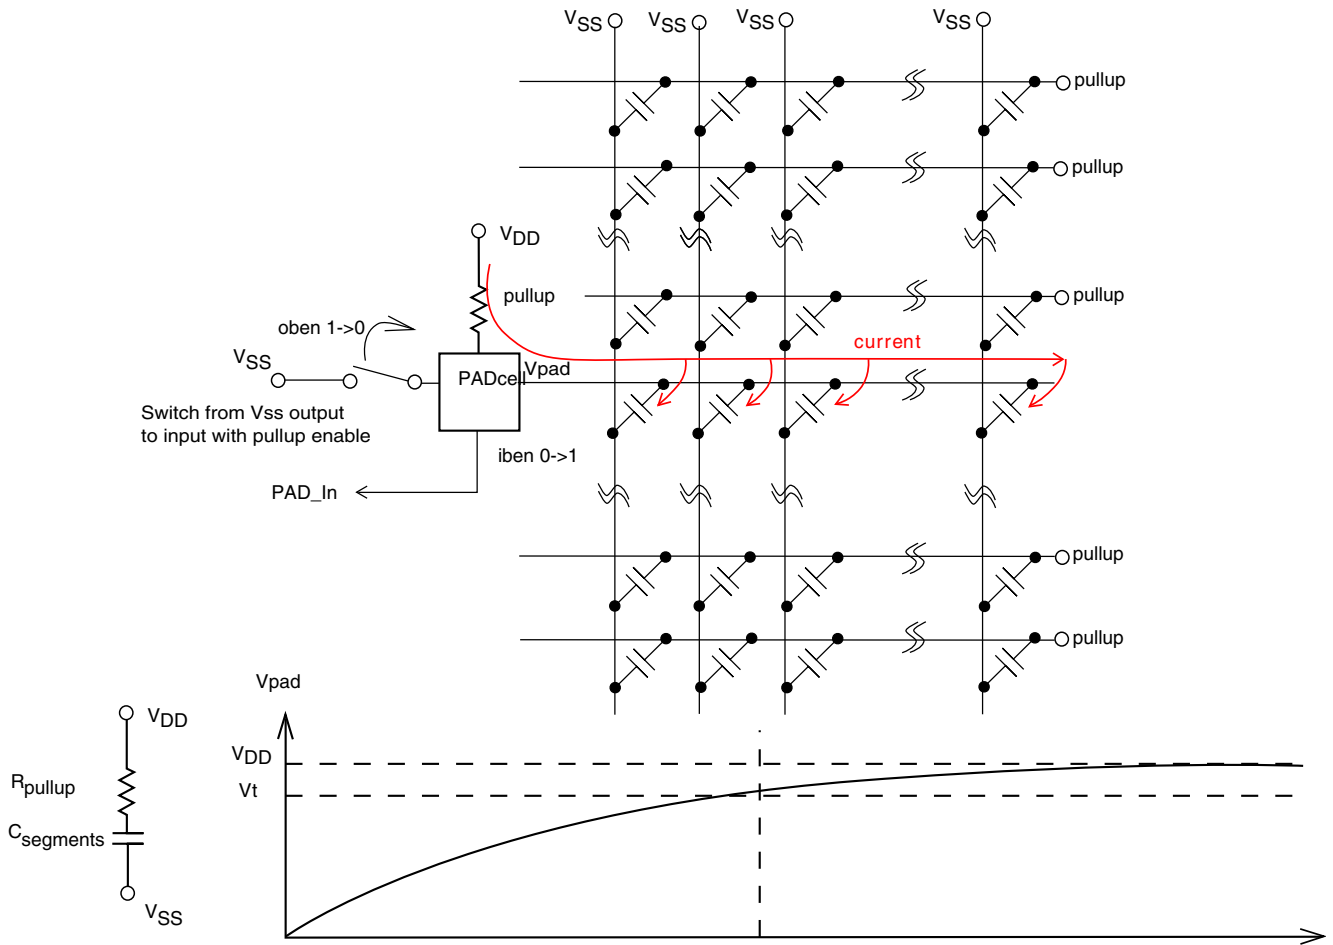 VSS VSS VSS VSS
pullup
pullup
VDD
pullup
pullup
oben 1->0
current
VSS
PADcell
Vpad
Switch from Vss output
to input with pullup enable
iben 0->1
PAD_In
pullup
pullup
Vpad
VDD
VDD
Rpullup
Vt
Csegments
VSS